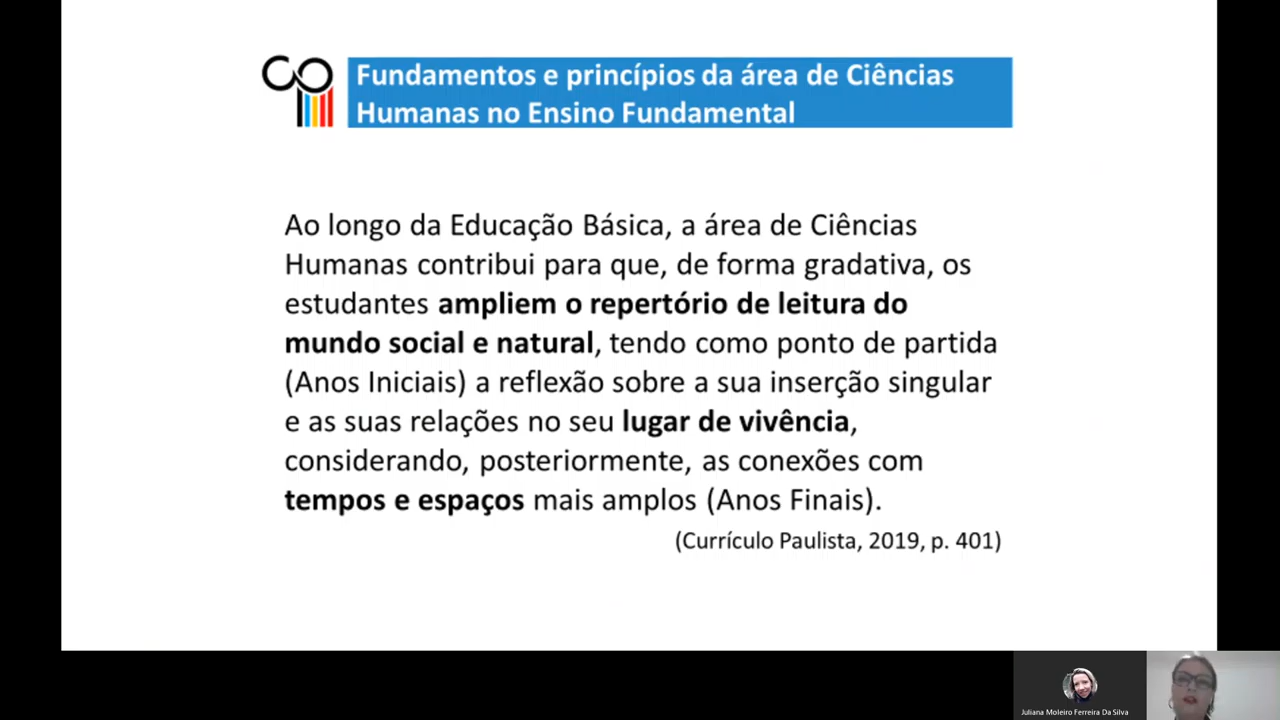 Fundamentos e princípios da área de Ciências
Humanas no Ensino Fundamental
Ao longo da Educação Básica, a área de Ciências
Humanas contribui para que, de forma gradativa, os
estudantes ampliem o repertório de leitura do
mundo social e natural, tendo como ponto de partida
(Anos Iniciais) a reflexão sobre a sua inserção singular
e as suas relações no seu lugar de vivência,
considerando, posteriormente, as conexões com
tempos e espaços mais amplos (Anos Finais).
(Currículo Paulista, 2019, p. 401)
Juliana Moleiro Ferreira Da Silva